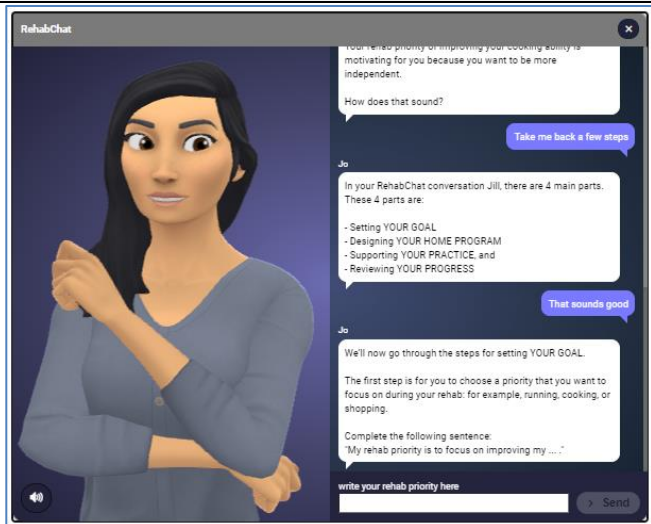 RehabChat
Your rehab priority of improving your cooking ability is
motivating for you because you want to be more
independent.
How does that sound?
Take me back a few steps
Jo
In your RehabChat conversation Jill, there are 4 main parts.
These 4 parts are:
- Setting YOUR GOAL
- Designing YOUR HOME PROGRAM
- Supporting YOUR PRACTICE, and
- Reviewing YOUR PROGRESS
That sounds good
Jo
We'll now go through the steps for setting YOUR GOAL.
The first step is for you to choose a priority that you want to
focus on during your rehab: for example, running, cooking, or
shopping.
Complete the following sentence:
"My rehab priority is to focus on improving my ... ."
write your rehab priority here
> Send